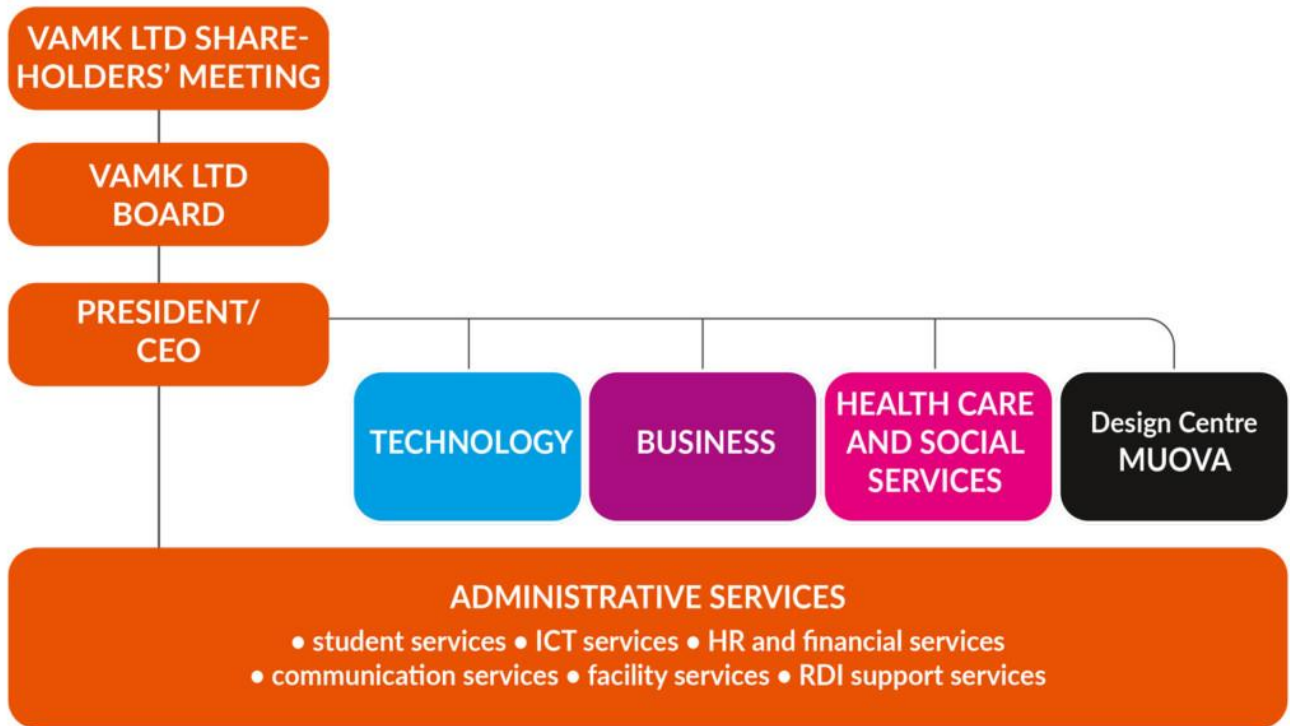 VAMK LTD SHARE-
HOLDERS' MEETING
VAMK LTD
BOARD
PRESIDENT/
CEO
TECHNOLOGY
BUSINESS
HEALTH CARE
AND SOCIAL
SERVICES
Design Centre
MUOVA
ADMINISTRATIVE SERVICES
● student services ● ICT services ● HR and financial services
● communication services ● facility services ● RDI support services